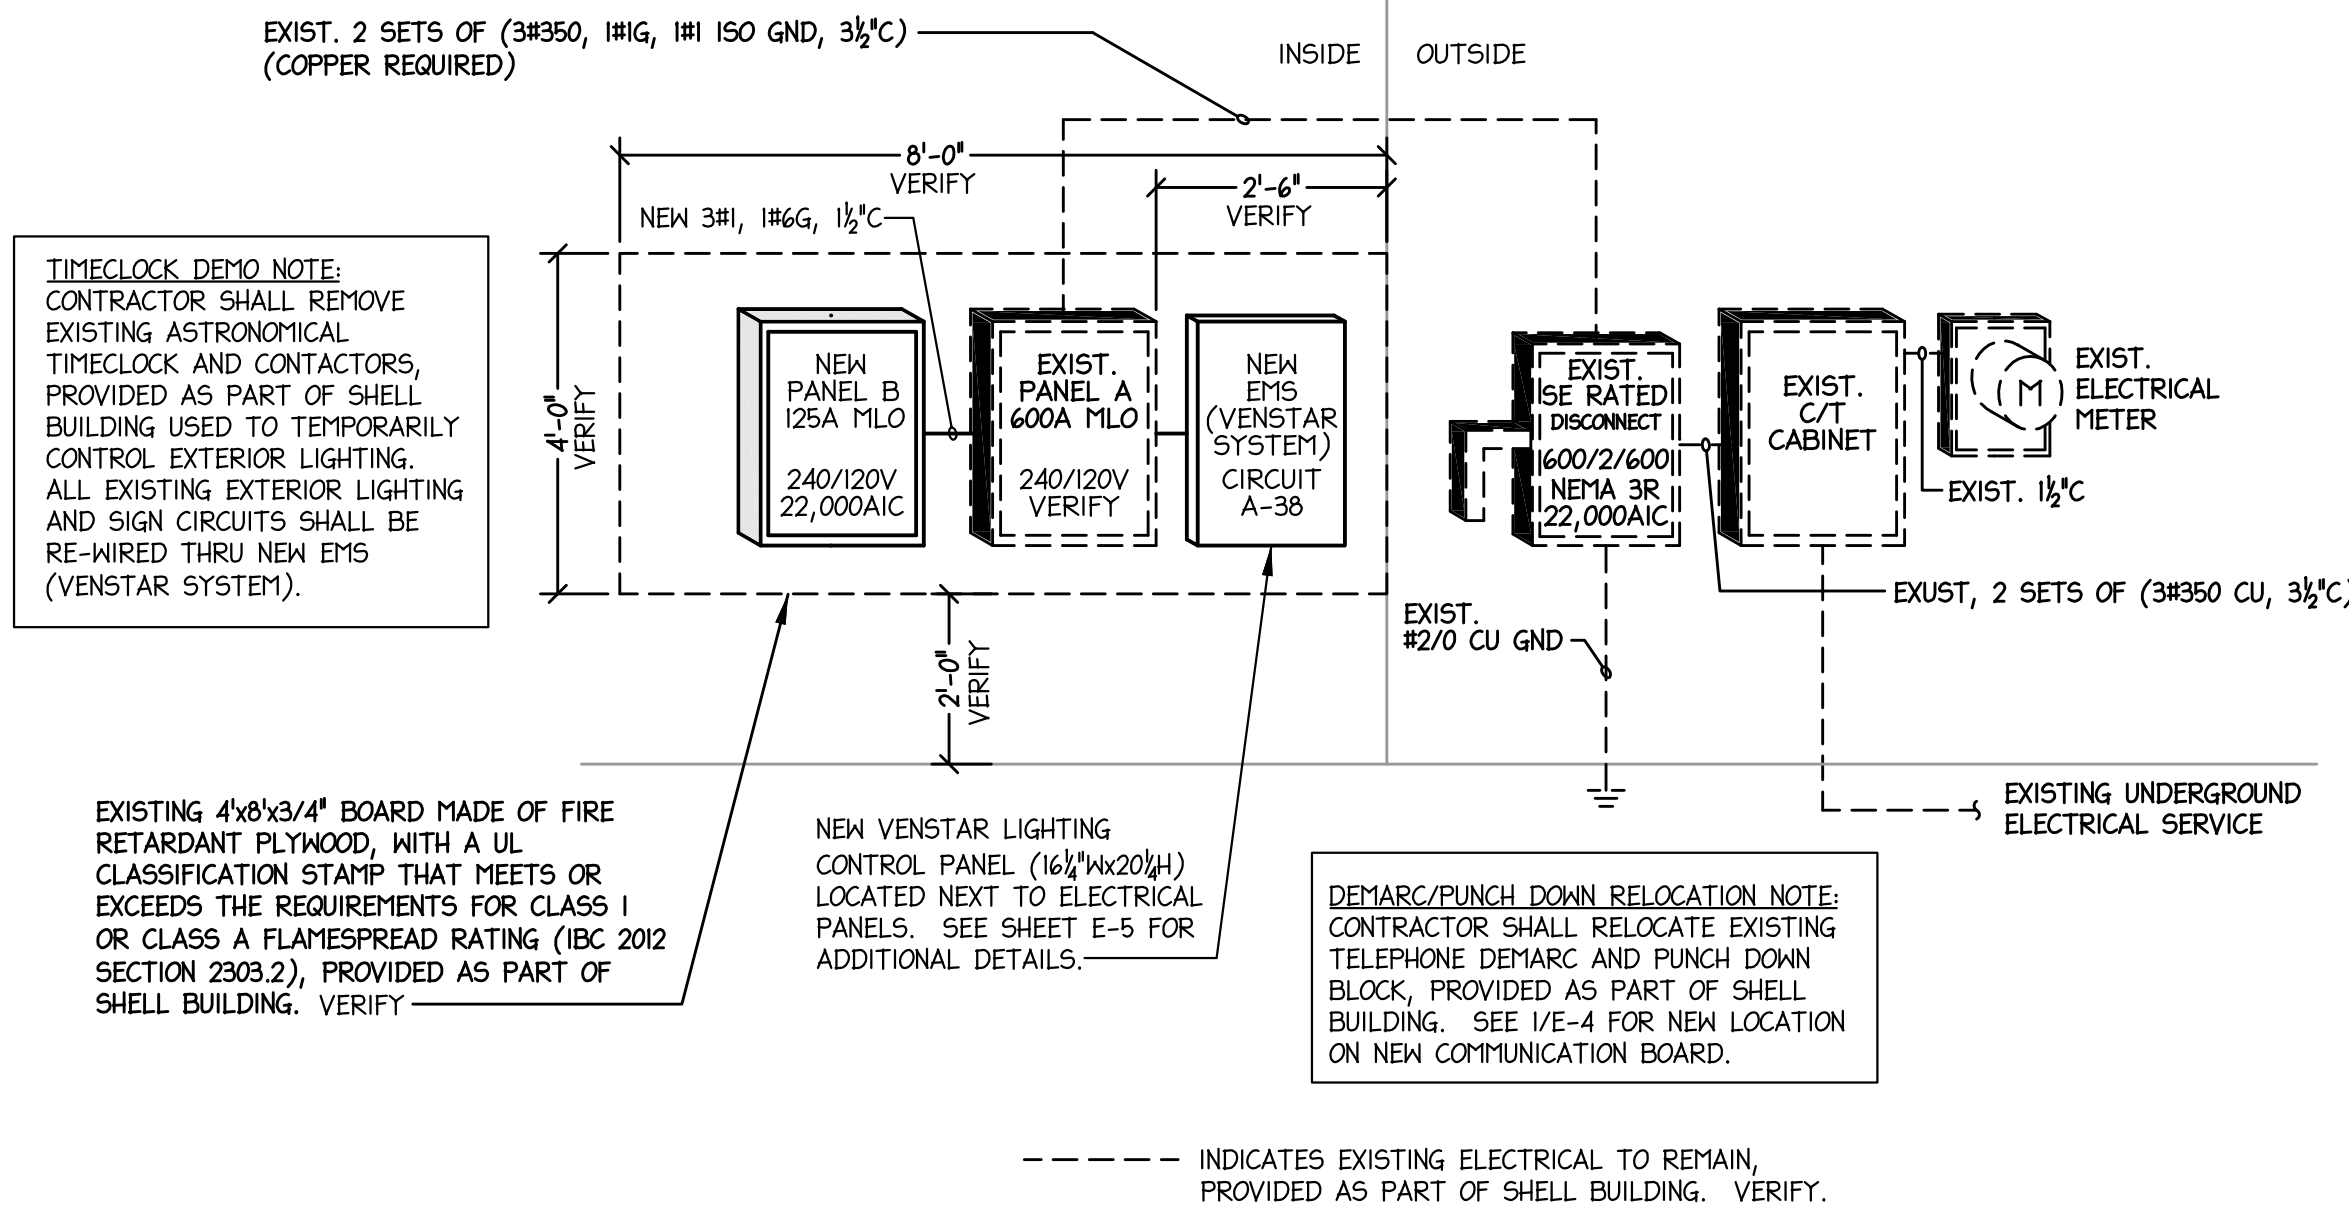 EXIST. 2 SETS OF (3#350, 1#1G, 1#1 ISO GND, 3½"C)
(COPPER REQUIRED)
INSIDE
OUTSIDE
8'-0"
VERIFY
2'-6"
VERIFY
NEW 3#1, 1#6G, 1½"C
TIMECLOCK DEMO NOTE:
CONTRACTOR SHALL REMOVE
EXISTING ASTRONOMICAL
TIMECLOCK AND CONTACTORS,
PROVIDED AS PART OF SHELL
BUILDING USED TO TEMPORARILY
CONTROL EXTERIOR LIGHTING.
ALL EXISTING EXTERIOR LIGHTING
AND SIGN CIRCUITS SHALL BE
RE-WIRED THRU NEW EMS
(VENSTAR SYSTEM).
4'-0"
VERIFY
NEW
PANEL B
125A MLO
240/120V
22,000AIC
EXIST.
PANEL A
600A MLO
240/120V
VERIFY
NEW
EMS
(VENSTAR
SYSTEM)
CIRCUIT
A-38
EXIST.
SE RATED
DISCONNECT
600/2/600
NEMA 3R
22,000AIC
EXIST.
C/T
CABINET
M
EXIST.
ELECTRICAL
METER
EXIST. 1½"C
EXUST, 2 SETS OF (3#350 CU, 3½"C)
EXIST.
#2/0 CU GND
2'-0"
VERIFY
EXISTING 4'x8'x3/4" BOARD MADE OF FIRE
RETARDANT PLYWOOD, WITH A UL
CLASSIFICATION STAMP THAT MEETS OR
EXCEEDS THE REQUIREMENTS FOR CLASS 1
OR CLASS A FLAMESPREAD RATING (IBC 2012
SECTION 2303.2), PROVIDED AS PART OF
SHELL BUILDING. VERIFY
NEW VENSTAR LIGHTING
CONTROL PANEL (16¼"Wx20¼H)
LOCATED NEXT TO ELECTRICAL
PANELS. SEE SHEET E-5 FOR
ADDITIONAL DETAILS.
EXISTING UNDERGROUND
ELECTRICAL SERVICE
DEMARC/PUNCH DOWN RELOCATION NOTE:
CONTRACTOR SHALL RELOCATE EXISTING
TELEPHONE DEMARC AND PUNCH DOWN
BLOCK, PROVIDED AS PART OF SHELL
BUILDING. SEE 1/E-4 FOR NEW LOCATION
ON NEW COMMUNICATION BOARD.
INDICATES EXISTING ELECTRICAL TO REMAIN,
PROVIDED AS PART OF SHELL BUILDING. VERIFY.